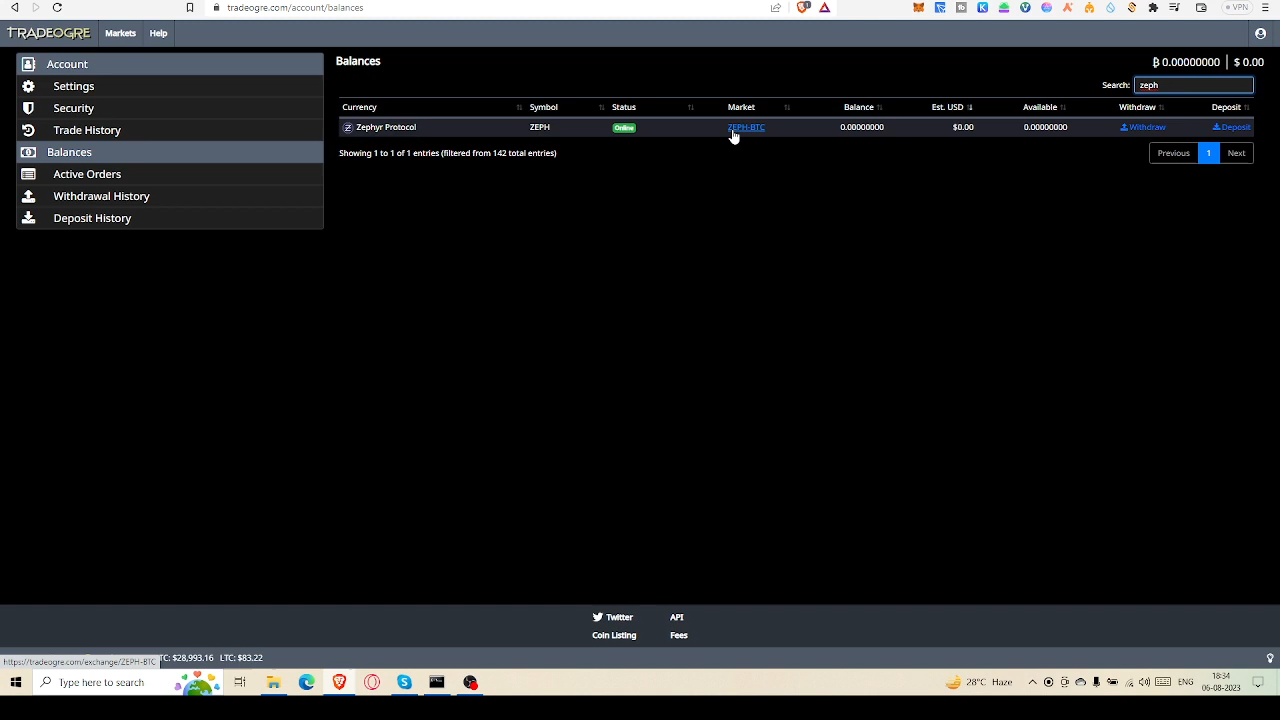 tradeogre.com/account/balances
VPN
TRADEOGRE Markets Help
Account
Settings
Security
Trade History
Balances
Active Orders
Withdrawal History
Deposit History
Balances
₿ 0.00000000 | $ 0.00
Search: zeph
Currency Symbol Status Market Balance Est. USD Available Withdraw Deposit
Zephyr Protocol ZEPH Online ZEPH-BTC 0.00000000 $0.00 0.00000000 Withdraw Deposit
Showing 1 to 1 of 1 entries (filtered from 142 total entries)
Previous 1 Next
Twitter API
Coin Listing Fees
https://tradeogre.com/exchange/ZEPH-BTC TC: $28,993.16 LTC: $83.22
Type here to search
28°C Haze
ENG
18:34
06-08-2023